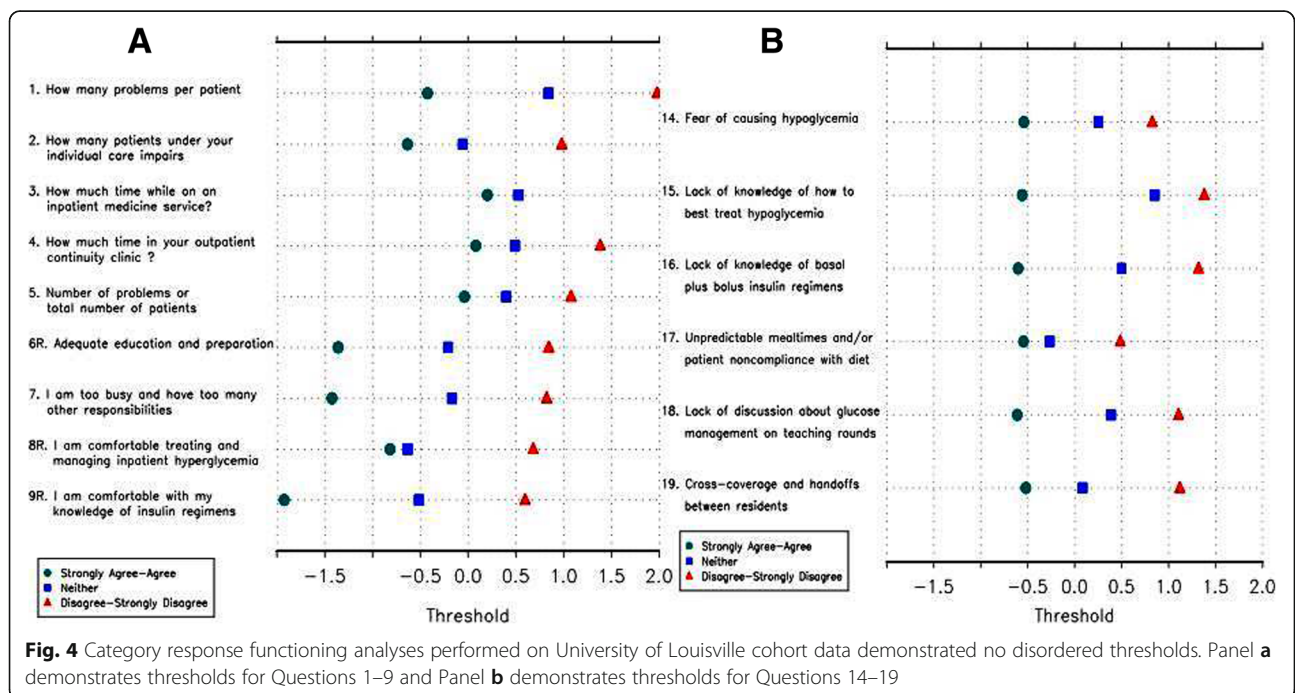 A
1. How many problems per patient
2. How many patients under your
individual care impairs
3. How much time while on an
inpatient medicine service?
4. How much time in your outpatient
continuity clinic ?
5. Number of problems or
total number of patients
6R. Adequate education and preparation
7. I am too busy and have too many
other responsibilities
8R. I am comfortable treating and
managing inpatient hyperglycemia
9R. I am comfortable with my
knowledge of insulin regimens
Strongly Agree-Agree
Neither
Disagree-Strongly Disagree
-1.5 -0.5 0.0 0.5 1.5 2.0
Threshold
B
14. Fear of causing hypoglycemia
15. Lack of knowledge of how to
best treat hypoglycemia
16. Lack of knowledge of basal
plus bolus insulin regimens
17. Unpredictable mealtimes and/or
patient noncompliance with diet
18. Lack of discussion about glucose
management on teaching rounds
19. Cross-coverage and handoffs
between residents
Strongly Agree-Agree
Neither
Disagree-Strongly Disagree
-1.5 -0.5 0.0 0.5 1.5 2.0
Threshold
Fig. 4 Category response functioning analyses performed on University of Louisville cohort data demonstrated no disordered thresholds. Panel a
demonstrates thresholds for Questions 1–9 and Panel b demonstrates thresholds for Questions 14–19